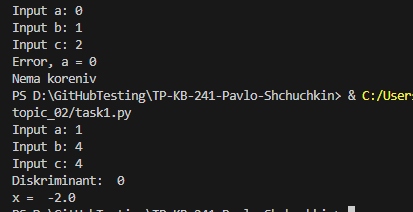 Input a: 0
Input b: 1
Input c: 2
Error, a = 0
Nema koreniv
PS D:\GitHubTesting\TP-KB-241-Pavlo-Shchuchkin> & C:/Users
topic_02/task1.py
Input a: 1
Input b: 4
Input c: 4
Diskriminant:  0
x =  -2.0
PS D:\GitHubTesting\TP-KB-241-Pavlo-Shchuchkin>